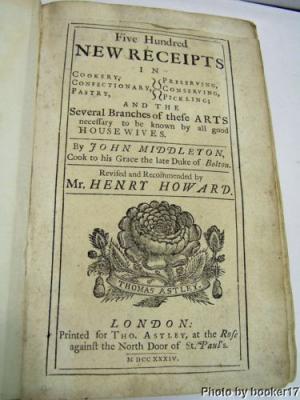 Five Hundred
NEW RECEIPTS
IN
COOKERY, PRESERVING,
CONFECTIONARY, CONSERVING,
PASTRY, PICKLING;
AND THE
Several Branches of these ARTS
necessary to be known by all good
HOUSEWIVES.
By JOHN MIDDLETON,
Cook to his Grace the late Duke of Bolton.
Revised and Recommended by
Mr. HENRY HOWARD.
THOMAS ASTLEY.
LONDON:
Printed for THO. ASTLEY, at the Rose
against the North Door of St. Paul's.
M DCC XXXIV.
Photo by booker17